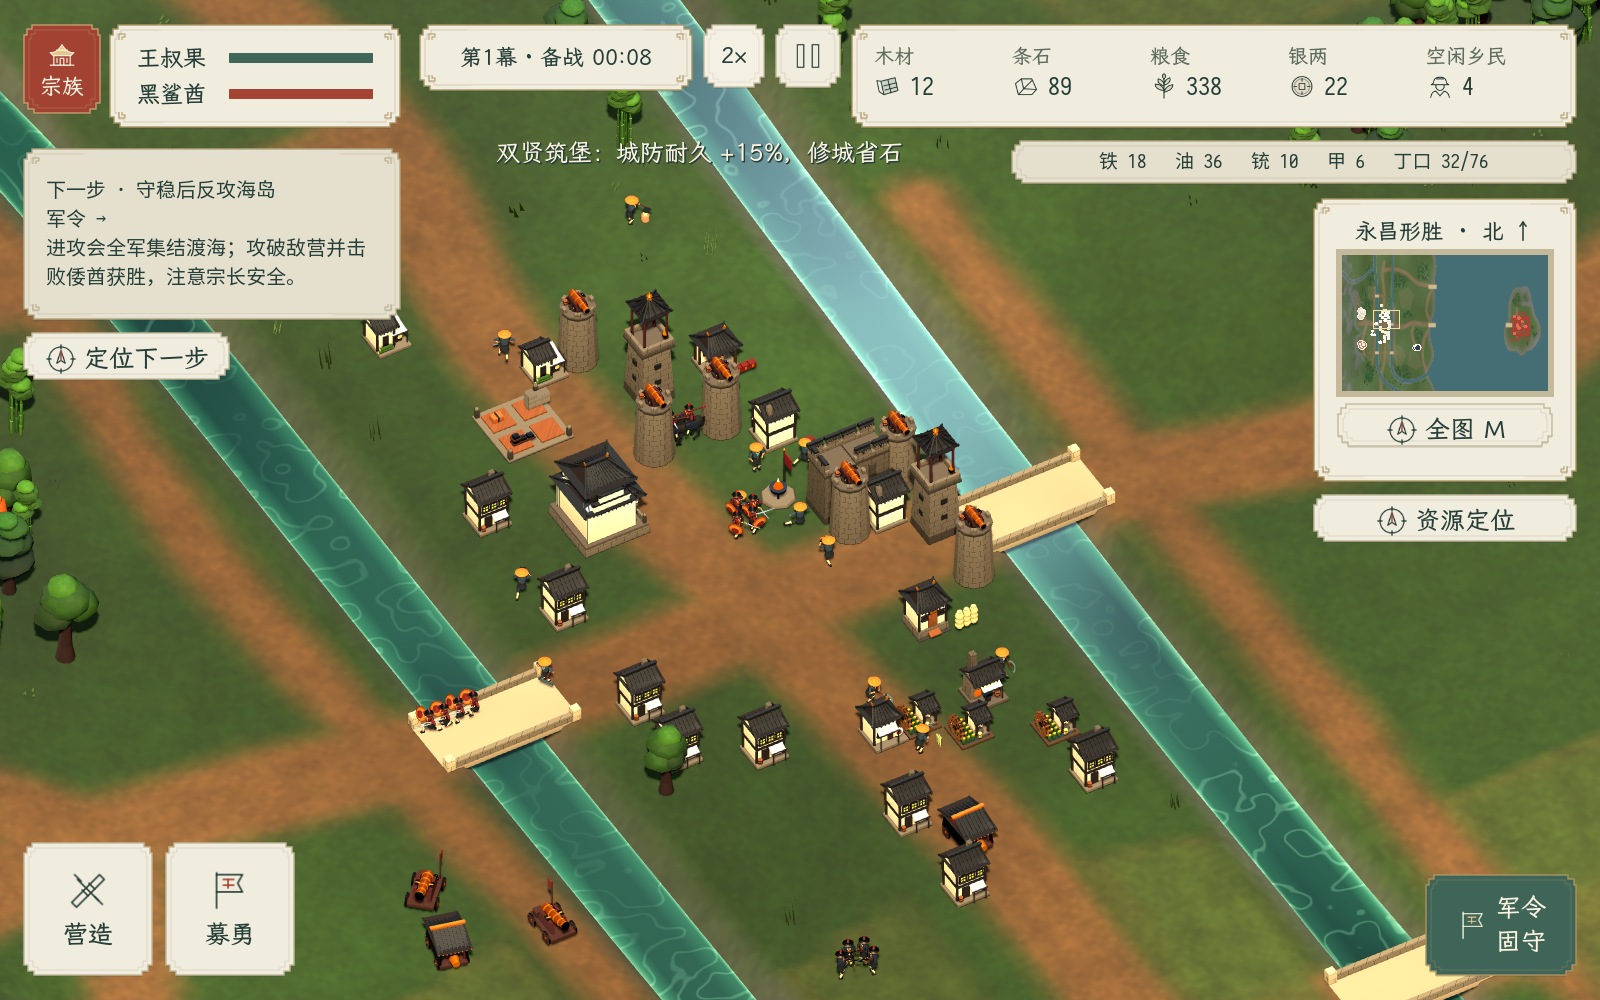 宗族
王叔果
黑鲨酋
第1幕·备战 00:08
2×
木材 条石 粮食 银两 空闲乡民
12 89 338 22 4
双贤筑堡：城防耐久 +15%，修城省石
铁 18 油 36 铳 10 甲 6 丁口 32/76
下一步 · 守稳后反攻海岛
军令 →
进攻会全军集结渡海；攻破敌营并击
败倭酋获胜，注意宗长安全。
定位下一步
永昌形胜 · 北 ↑
全图 M
资源定位
营造
募勇
军令
固守